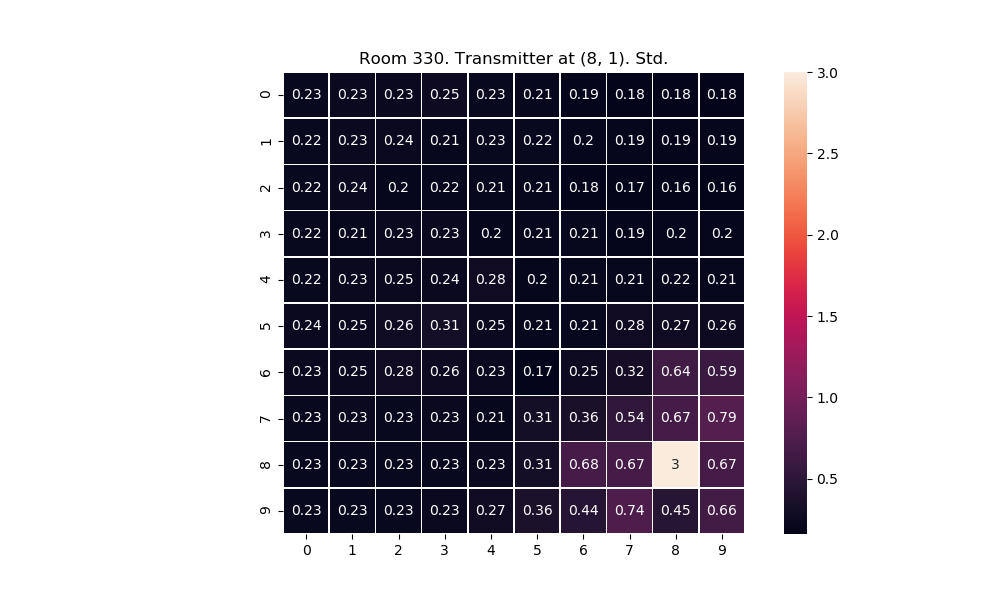 Room 330. Transmitter at (8, 1). Std.
0 0.23 0.23 0.23 0.25 0.23 0.21 0.19 0.18 0.18 0.18
1 0.22 0.23 0.24 0.21 0.23 0.22 0.2 0.19 0.19 0.19
2 0.22 0.24 0.2 0.22 0.21 0.21 0.18 0.17 0.16 0.16
3 0.22 0.21 0.23 0.23 0.2 0.21 0.21 0.19 0.2 0.2
4 0.22 0.23 0.25 0.24 0.28 0.2 0.21 0.21 0.22 0.21
5 0.24 0.25 0.26 0.31 0.25 0.21 0.21 0.28 0.27 0.26
6 0.23 0.25 0.28 0.26 0.23 0.17 0.25 0.32 0.64 0.59
7 0.23 0.23 0.23 0.23 0.21 0.31 0.36 0.54 0.67 0.79
8 0.23 0.23 0.23 0.23 0.23 0.31 0.68 0.67 3 0.67
9 0.23 0.23 0.23 0.23 0.27 0.36 0.44 0.74 0.45 0.66
0 1 2 3 4 5 6 7 8 9
3.0
2.5
2.0
1.5
1.0
0.5